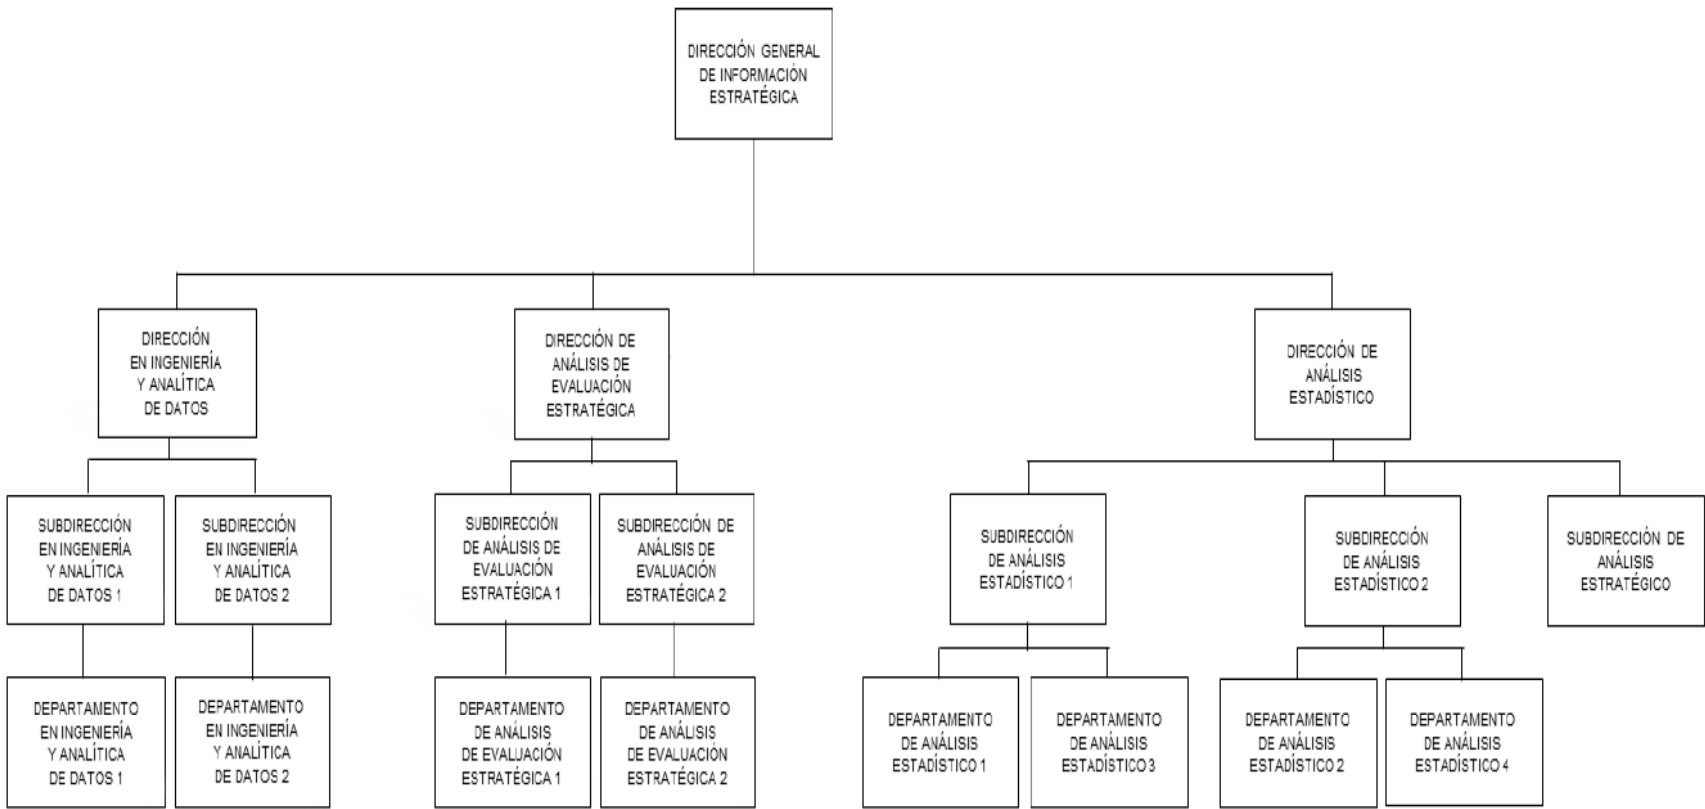 DIRECCIÓN GENERAL
DE INFORMACIÓN
ESTRATÉGICA
DIRECCIÓN
EN INGENIERÍA
Y ANALÍTICA
DE DATOS
DIRECCIÓN DE
ANÁLISIS DE
EVALUACIÓN
ESTRATÉGICA
DIRECCIÓN DE
ANÁLISIS
ESTADÍSTICO
SUBDIRECCIÓN
EN INGENIERÍA
Y ANALÍTICA
DE DATOS 1
SUBDIRECCIÓN
EN INGENIERÍA
Y ANALÍTICA
DE DATOS 2
SUBDIRECCIÓN
DE ANÁLISIS DE
EVALUACIÓN
ESTRATÉGICA 1
SUBDIRECCIÓN DE
ANÁLISIS DE
EVALUACIÓN
ESTRATÉGICA 2
SUBDIRECCIÓN
DE ANÁLISIS
ESTADÍSTICO 1
SUBDIRECCIÓN
DE ANÁLISIS
ESTADÍSTICO 2
SUBDIRECCIÓN DE
ANÁLISIS
ESTRATÉGICO
DEPARTAMENTO
EN INGENIERÍA
Y ANALÍTICA
DE DATOS 1
DEPARTAMENTO
EN INGENIERÍA
Y ANALÍTICA
DE DATOS 2
DEPARTAMENTO
DE ANÁLISIS
DE EVALUACIÓN
ESTRATÉGICA 1
DEPARTAMENTO
DE ANÁLISIS
DE EVALUACIÓN
ESTRATÉGICA 2
DEPARTAMENTO
DE ANÁLISIS
ESTADÍSTICO 1
DEPARTAMENTO
DE ANÁLISIS
ESTADÍSTICO 3
DEPARTAMENTO
DE ANÁLISIS
ESTADÍSTICO 2
DEPARTAMENTO
DE ANÁLISIS
ESTADÍSTICO 4